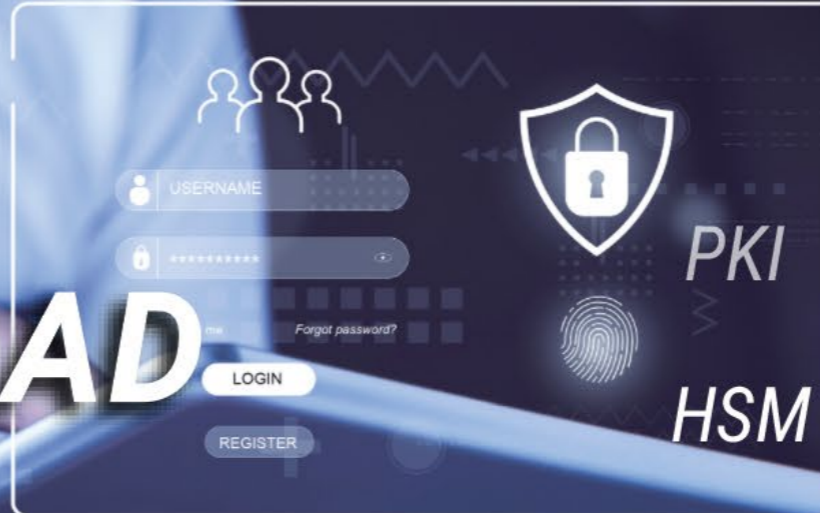 USERNAME
**********
PKI
AD
me
Forgot password?
LOGIN
HSM
REGISTER